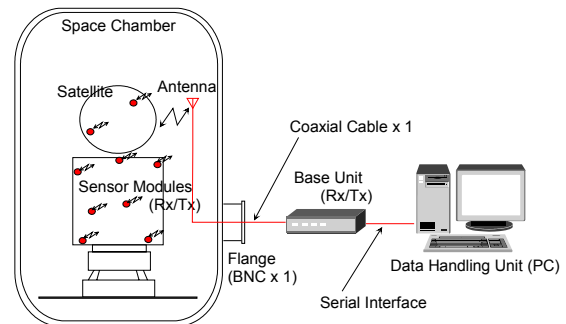 Space Chamber
Satellite
Antenna
Sensor Modules
(Rx/Tx)
Coaxial Cable x 1
Base Unit
(Rx/Tx)
Flange
(BNC x 1)
Data Handling Unit (PC)
Serial Interface